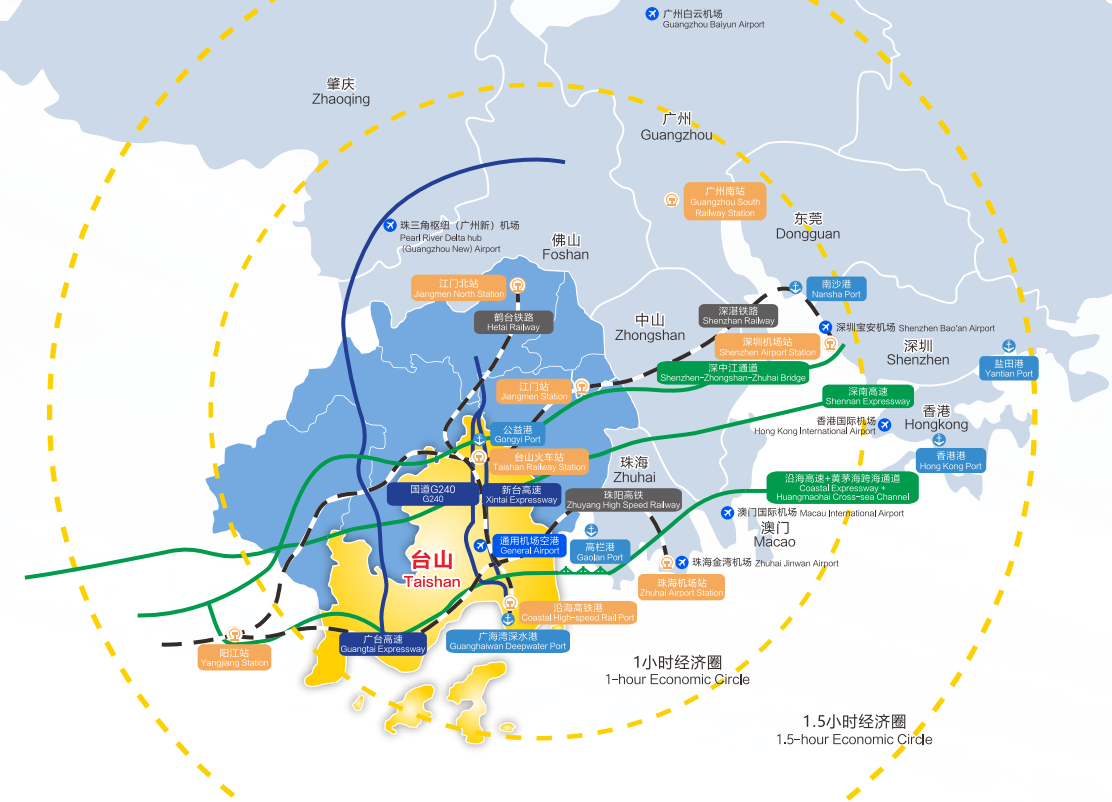 广州白云机场
Guangzhou Baiyun Airport
肇庆
Zhaoqing
广州
Guangzhou
广州南站
Guangzhou South
Railway Station
珠三角枢纽（广州新）机场
Pearl River Delta hub
(Guangzhou New) Airport
东莞
Dongguan
佛山
Foshan
江门北站
Jiangmen North Station
南沙港
Nansha Port
鹤台铁路
Hetai Railway
深湛铁路
Shenzhan Railway
中山
Zhongshan
深圳宝安机场 Shenzhen Bao'an Airport
深圳机场站
Shenzhen Airport Station
深圳
Shenzhen
盐田港
Yantian Port
深中江通道
Shenzhen-Zhongshan-Zhuhai Bridge
江门站
Jiangmen Station
深南高速
Shennan Expressway
香港
Hongkong
香港国际机场
Hong Kong International Airport
公益港
Gongyi Port
台山火车站
Taishan Railway Station
香港港
Hong Kong Port
珠海
Zhuhai
沿海高速+黄茅海跨海通道
Coastal Expressway +
Huangmaohai Cross-sea Channel
国道G240
G240
新台高速
Xintai Expressway
珠阳高铁
Zhuyang High Speed Railway
澳门国际机场 Macau International Airport
澳门
Macao
通用机场空港
General Airport
高栏港
Gaolan Port
台山
Taishan
珠海金湾机场 Zhuhai Jinwan Airport
珠海机场站
Zhuhai Airport Station
沿海高铁港
Coastal High-speed Rail Port
广台高速
Guangtai Expressway
广海湾深水港
Guanghaiwan Deepwater Port
阳江站
Yangjiang Station
1小时经济圈
1-hour Economic Circle
1.5小时经济圈
1.5-hour Economic Circle